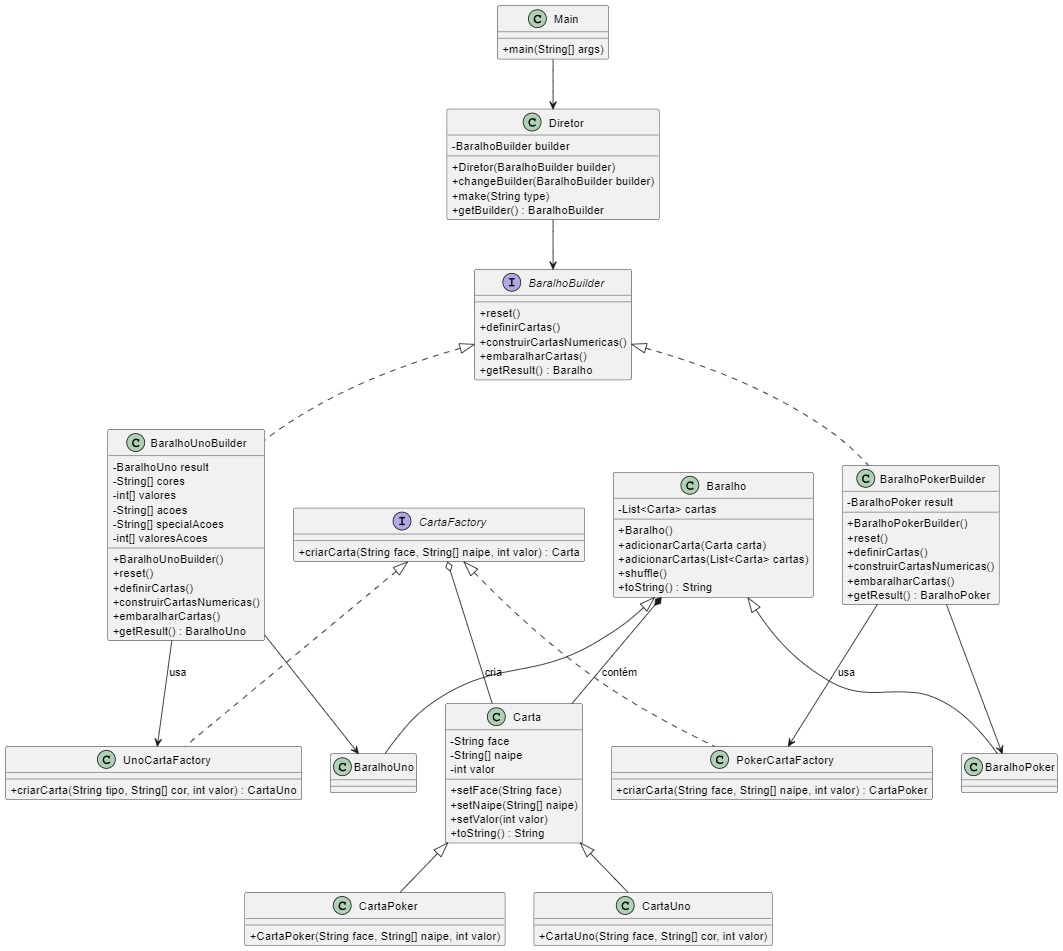 C Main
+main(String[] args)
C Diretor
-BaralhoBuilder builder
+Diretor(BaralhoBuilder builder)
+changeBuilder(BaralhoBuilder builder)
+make(String type)
+getBuilder() : BaralhoBuilder
I BaralhoBuilder
+reset()
+definirCartas()
+construirCartasNumericas()
+embaralharCartas()
+getResult() : Baralho
C BaralhoUnoBuilder
-BaralhoUno result
-String[] cores
-int[] valores
-String[] acoes
-String[] specialAcoes
-int[] valoresAcoes
+BaralhoUnoBuilder()
+reset()
+definirCartas()
+construirCartasNumericas()
+embaralharCartas()
+getResult() : BaralhoUno
I CartaFactory
+criarCarta(String face, String[] naipe, int valor) : Carta
C Baralho
-List<Carta> cartas
+Baralho()
+adicionarCarta(Carta carta)
+adicionarCartas(List<Carta> cartas)
+shuffle()
+toString() : String
C BaralhoPokerBuilder
-BaralhoPoker result
+BaralhoPokerBuilder()
+reset()
+definirCartas()
+construirCartasNumericas()
+embaralharCartas()
+getResult() : BaralhoPoker
usa
cria
contém
usa
C UnoCartaFactory
+criarCarta(String tipo, String[] cor, int valor) : CartaUno
C BaralhoUno
C Carta
-String face
-String[] naipe
-int valor
+setFace(String face)
+setNaipe(String[] naipe)
+setValor(int valor)
+toString() : String
C PokerCartaFactory
+criarCarta(String face, String[] naipe, int valor) : CartaPoker
C BaralhoPoker
C CartaPoker
+CartaPoker(String face, String[] naipe, int valor)
C CartaUno
+CartaUno(String face, String[] cor, int valor)